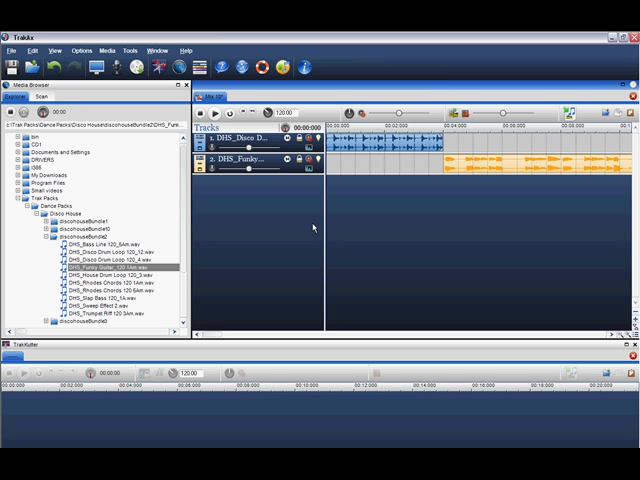 TrakAx
File Edit View Options Media Tools Window Help
Media Browser
Explorer Scan
00:00
c:\Trak Packs\Dance Packs\Disco House\discohouseBundle2\DHS_Funk
bin
CD1
Documents and Settings
DRIVERS
I386
My Downloads
Program Files
Small videos
Trak Packs
Dance Packs
Disco House
discohouseBundle1
discohouseBundle10
discohouseBundle2
DHS_Bass Line 120_6Am.wav
DHS_Disco Drum Loop 120_12.wav
DHS_Disco Drum Loop 120_4.wav
DHS_Funky Guitar_120 1Am.wav
DHS_House Drum Loop 120_3.wav
DHS_Rhodes Chords 120 1Am.wav
DHS_Rhodes Chords 120 6Am.wav
DHS_Slap Bass 120_1A.wav
DHS_Sweep Effect 2.wav
DHS_Trumpet Riff 120 3Am.wav
discohouseBundle3
Mix 10*
120.00
Tracks 00:00:000
00:00:000 00:02:000 00:04:000 00:06:000 00:08:000 00:1
1. DHS_Disco D...
2. DHS_Funky...
TrakKutter
00:00:000 120.00
00:00:000 00:02:000 00:04:000 00:06:000 00:08:000 00:10:000 00:12:000 00:14:000 00:16:000 00:18:000 00:20:000